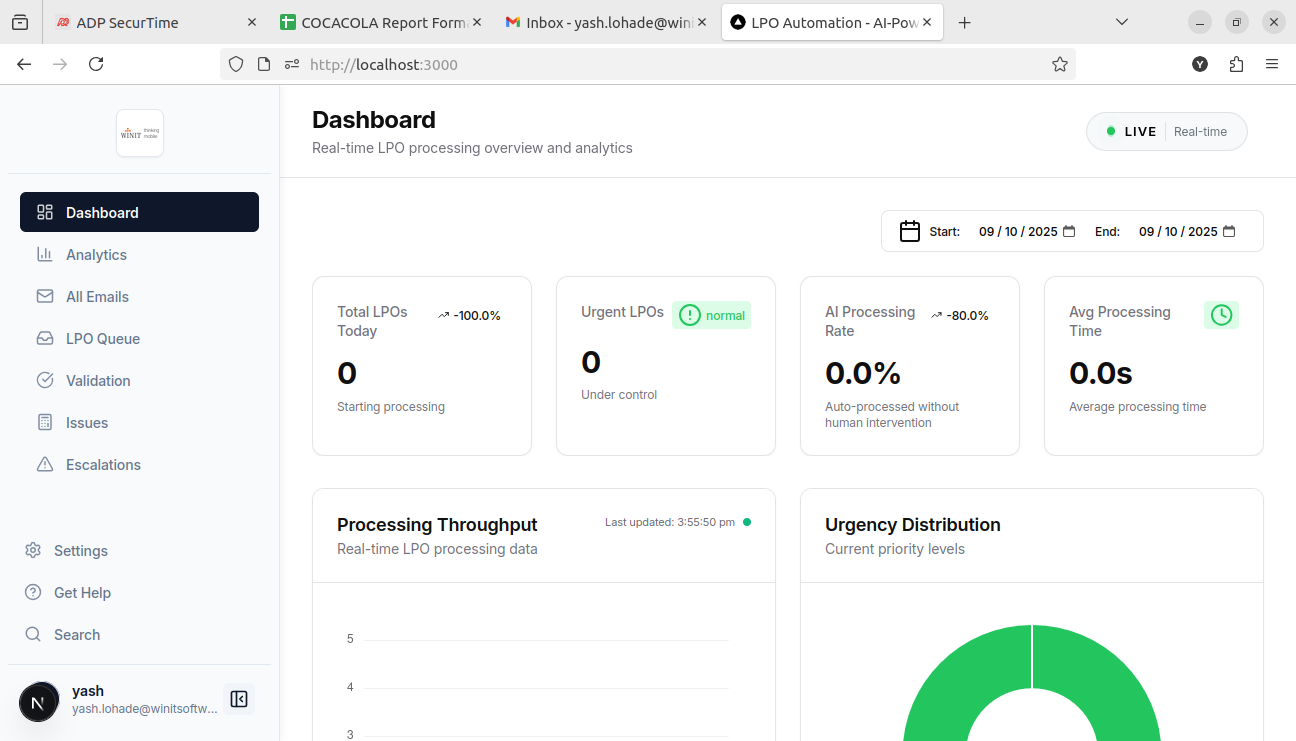 ADP SecurTime
COCACOLA Report Form
Inbox - yash.lohade@win
LPO Automation - AI-Pow
http://localhost:3000
Y
WINIT thinking mobile
Dashboard
Analytics
All Emails
LPO Queue
Validation
Issues
Escalations
Settings
Get Help
Search
N
yash
yash.lohade@winitsoftw...
Dashboard
Real-time LPO processing overview and analytics
LIVE Real-time
Start: 09 / 10 / 2025 End: 09 / 10 / 2025
Total LPOs Today
-100.0%
0
Starting processing
Urgent LPOs
normal
0
Under control
AI Processing Rate
-80.0%
0.0%
Auto-processed without
human intervention
Avg Processing Time
0.0s
Average processing time
Processing Throughput
Last updated: 3:55:50 pm
Real-time LPO processing data
5
4
3
Urgency Distribution
Current priority levels